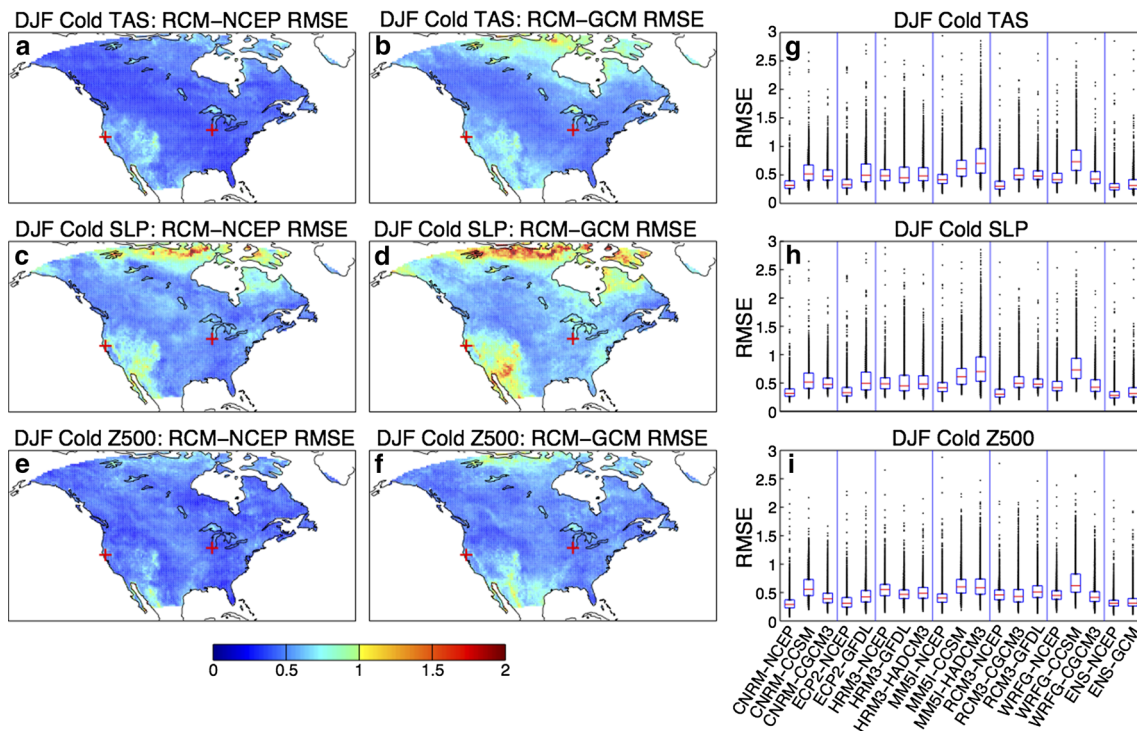 DJF Cold TAS: RCM−NCEP RMSE
a
DJF Cold TAS: RCM−GCM RMSE
b
DJF Cold TAS
g
RMSE
3
2.5
2
1
0.5
0
DJF Cold SLP: RCM−NCEP RMSE
c
DJF Cold SLP: RCM−GCM RMSE
d
DJF Cold SLP
h
RMSE
3
2.5
2
1.5
1
0.5
0
DJF Cold Z500: RCM−NCEP RMSE
e
DJF Cold Z500: RCM−GCM RMSE
f
DJF Cold Z500
i
RMSE
3
2.5
2
1.5
1
0.5
0
0 0.5 1 1.5 2
CNRM−NCEP
CNRM−CCSM
CNRM−CGCM3
ECP2−NCEP
ECP2−GFDL
HRM3−NCEP
HRM3−GFDL
HRM3−HADCM3
MM5I−NCEP
MM5I−CCSM
MM5I−HADCM3
RCM3−NCEP
RCM3−CGCM3
RCM3−GFDL
WRFG−NCEP
WRFG−CCSM
WRFG−CGCM3
ENS−NCEP
ENS−GCM